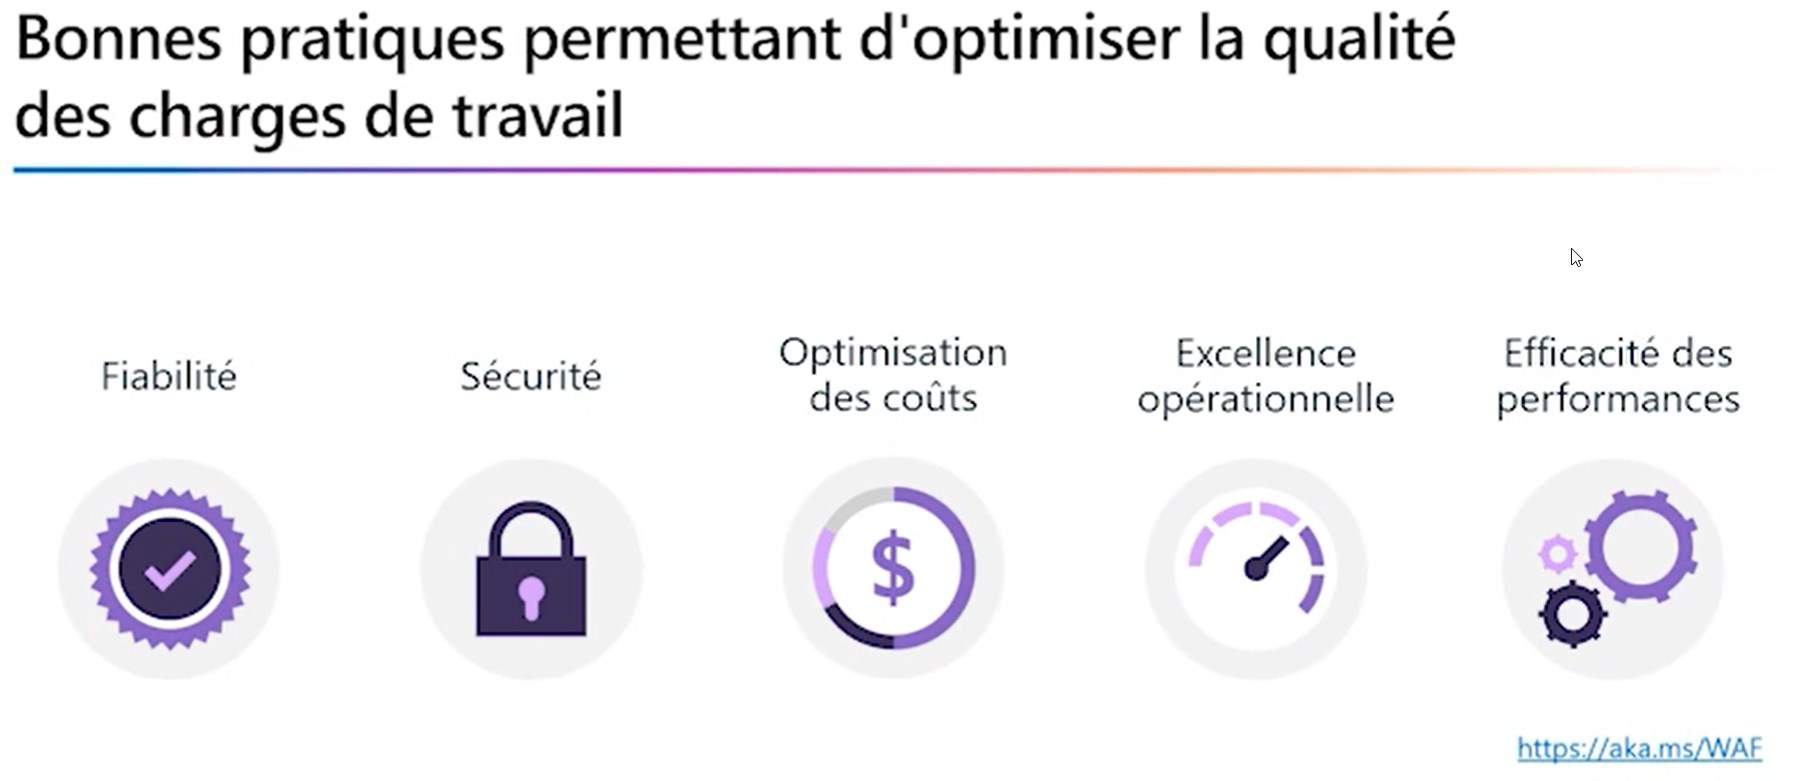 Bonnes pratiques permettant d'optimiser la qualité
des charges de travail
Fiabilité
Sécurité
Optimisation
des coûts
Excellence
opérationnelle
Efficacité des
performances
$
https://aka.ms/WAF